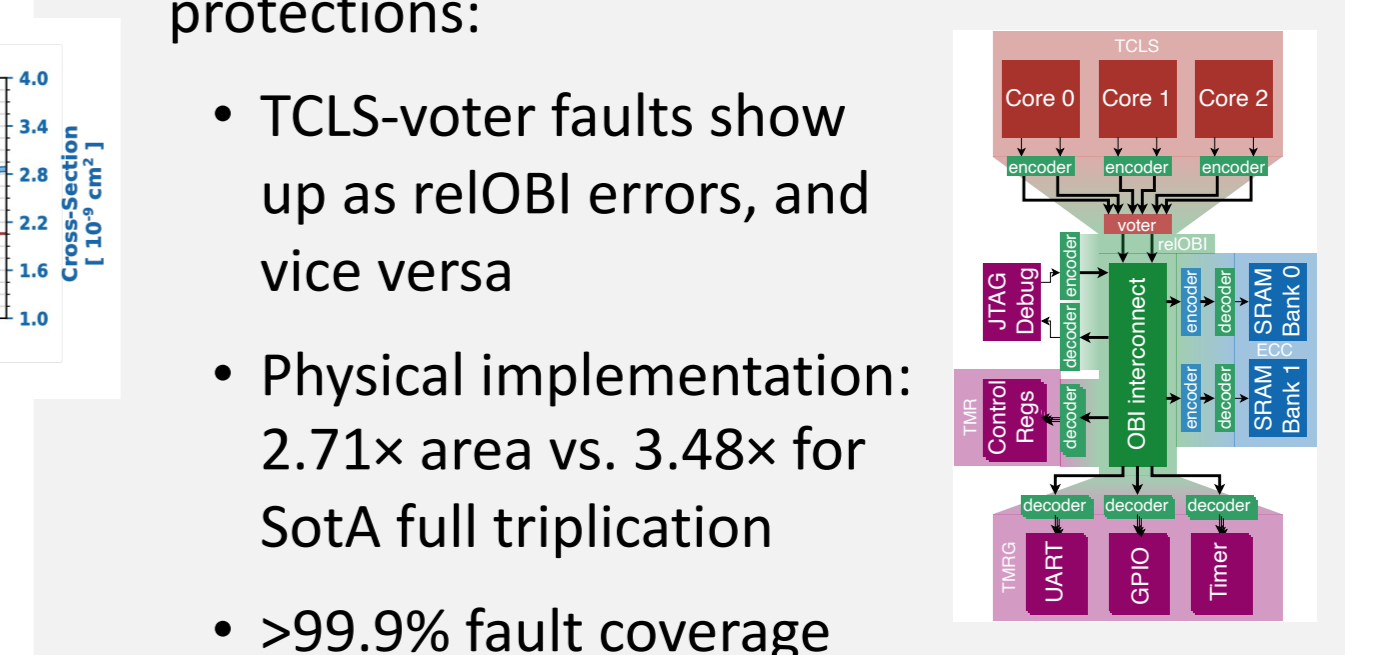 protections:
• TCLS-voter faults show
up as relOBI errors, and
vice versa
• Physical implementation:
2.71× area vs. 3.48× for
SotA full triplication
• >99.9% fault coverage
4.0
3.4
2.8
2.2
1.6
1.0
Cross-Section
[ 10⁻⁹ cm² ]
TCLS
Core 0 Core 1 Core 2
encoder encoder encoder
voter
relOBI
JTAG
Debug
encoder
decoder
OBI interconnect
encoder
decoder
SRAM
Bank 0
ECC
encoder
decoder
SRAM
Bank 1
TMR
Control
Regs
decoder
decoder decoder decoder
TMRG
UART
GPIO
Timer